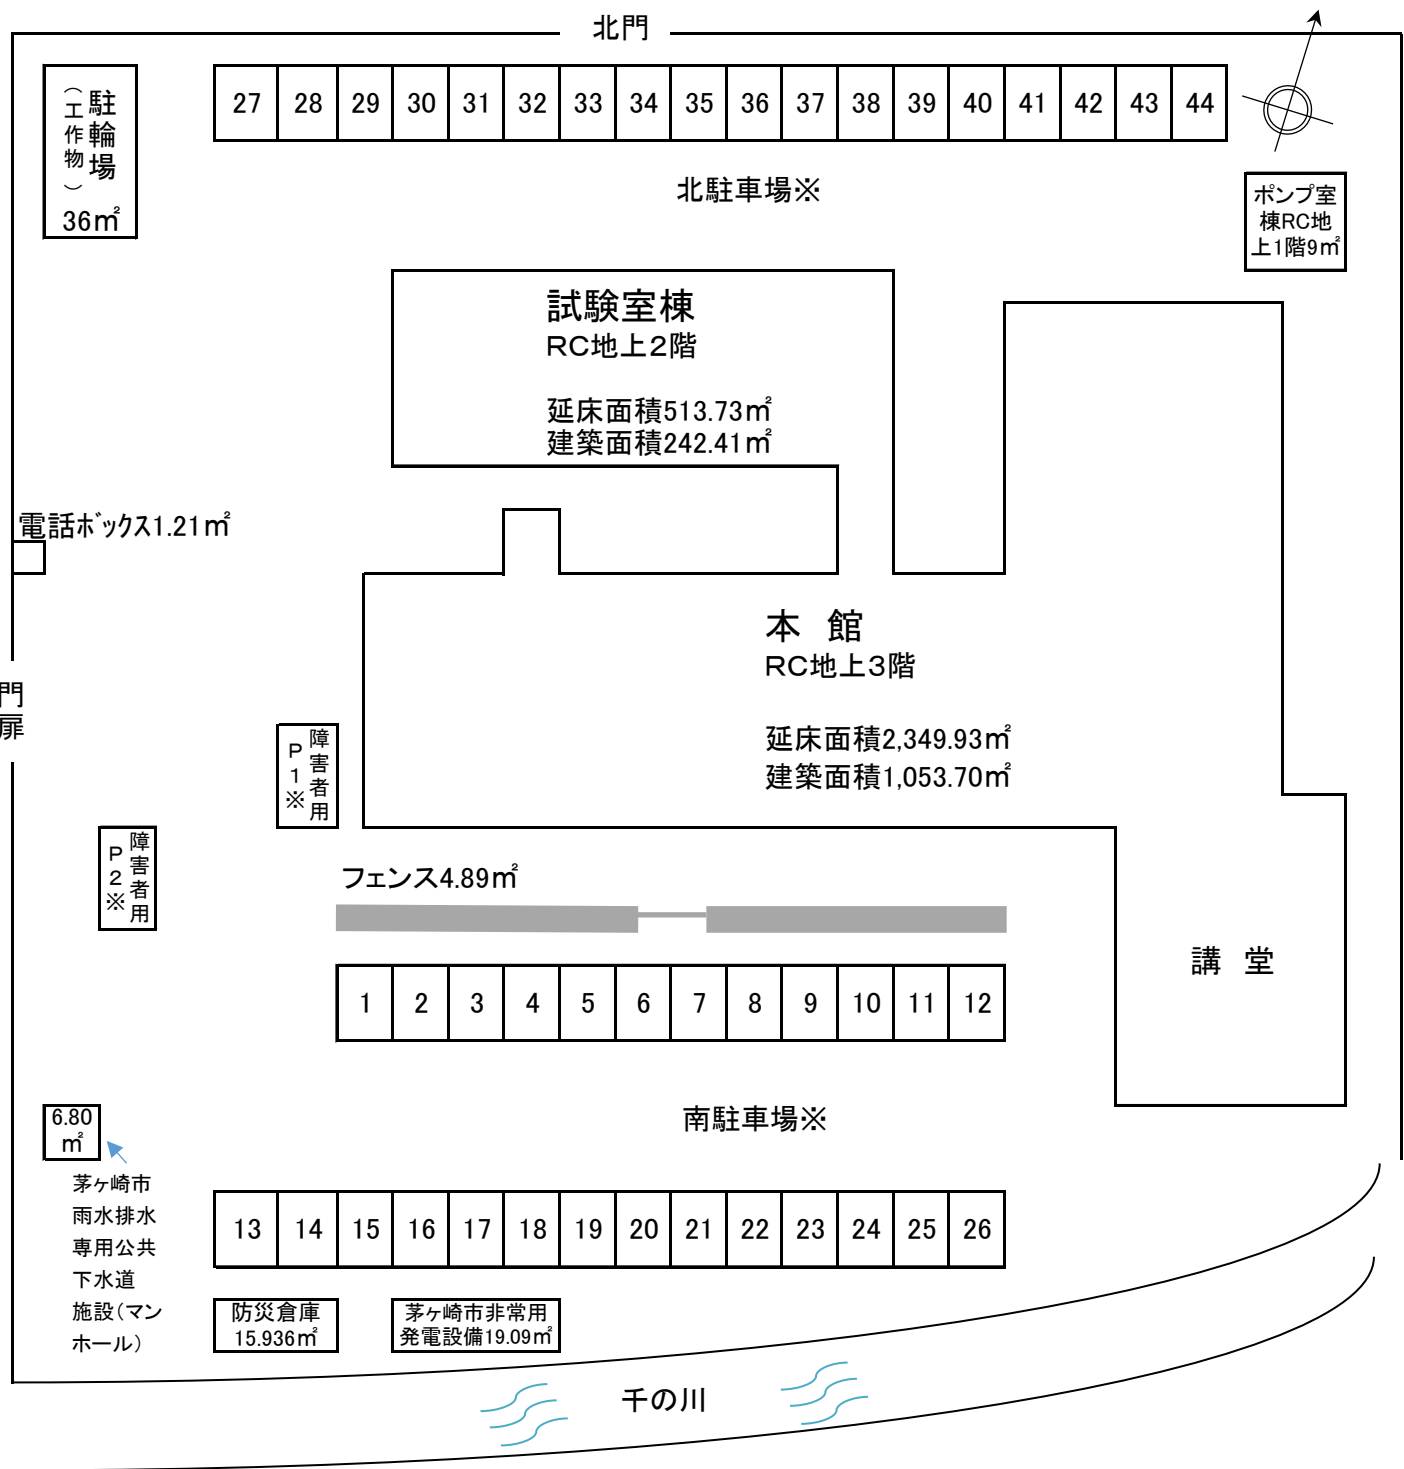 北門
27 28 29 30 31 32 33 34 35 36 37 38 39 40 41 42 43 44
駐輪場
（工作物）
36㎡
北駐車場※
ポンプ室
棟RC地
上1階9㎡
試験室棟
RC地上2階
延床面積513.73㎡
建築面積242.41㎡
電話ボックス1.21㎡
本 館
RC地上3階
延床面積2,349.93㎡
建築面積1,053.70㎡
門扉
障害者用
P1※
障害者用
P2※
フェンス4.89㎡
講 堂
1 2 3 4 5 6 7 8 9 10 11 12
南駐車場※
6.80
㎡
茅ヶ崎市
雨水排水
専用公共
下水道
施設（マン
ホール）
13 14 15 16 17 18 19 20 21 22 23 24 25 26
防災倉庫
15.936㎡
茅ヶ崎市非常用
発電設備19.09㎡
千の川